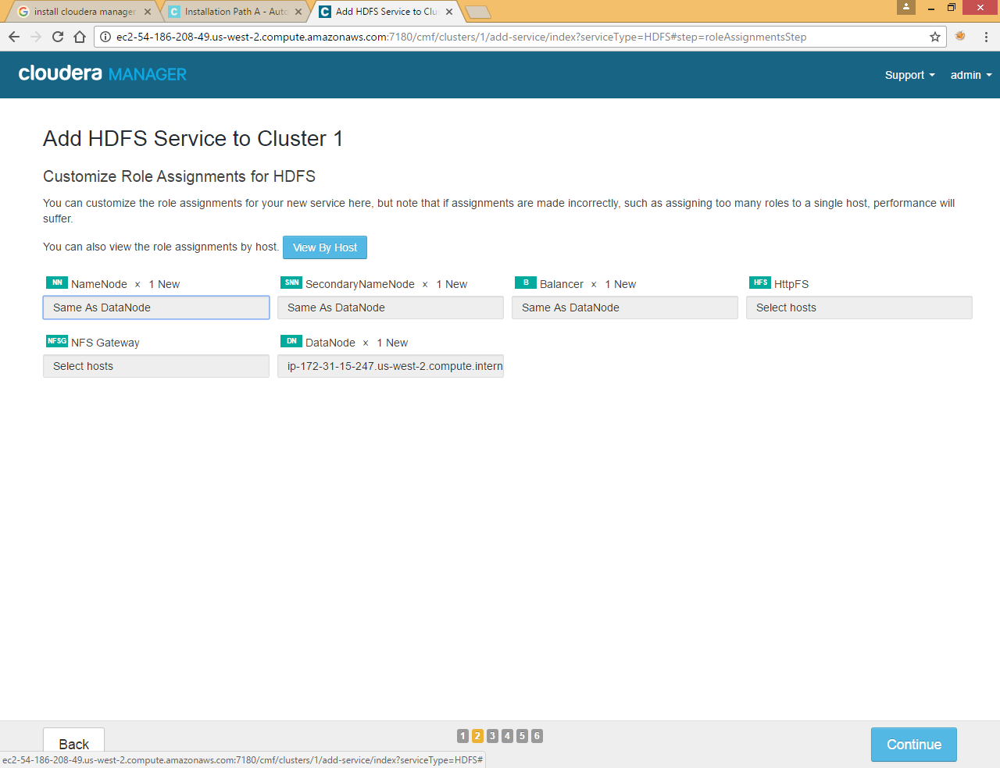 install cloudera manager
Installation Path A - Auto
Add HDFS Service to Clus
ec2-54-186-208-49.us-west-2.compute.amazonaws.com:7180/cmf/clusters/1/add-service/index?serviceType=HDFS#step=roleAssignmentsStep
cloudera MANAGER
Support
admin
Add HDFS Service to Cluster 1
Customize Role Assignments for HDFS
You can customize the role assignments for your new service here, but note that if assignments are made incorrectly, such as assigning too many roles to a single host, performance will
suffer.
You can also view the role assignments by host. View By Host
NN NameNode × 1 New
SNN SecondaryNameNode × 1 New
B Balancer × 1 New
HFS HttpFS
Same As DataNode
Same As DataNode
Same As DataNode
Select hosts
NFSG NFS Gateway
DN DataNode × 1 New
Select hosts
ip-172-31-15-247.us-west-2.compute.intern
Back
1 2 3 4 5 6
Continue
ec2-54-186-208-49.us-west-2.compute.amazonaws.com:7180/cmf/clusters/1/add-service/index?serviceType=HDFS#